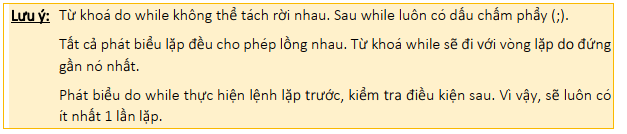 Lưu ý: Từ khoá do while không thể tách rời nhau. Sau while luôn có dấu chấm phẩy (;).
Tất cả phát biểu lặp đều cho phép lồng nhau. Từ khoá while sẽ đi với vòng lặp do đứng
gần nó nhất.
Phát biểu do while thực hiện lệnh lặp trước, kiểm tra điều kiện sau. Vì vậy, sẽ luôn có
ít nhất 1 lần lặp.